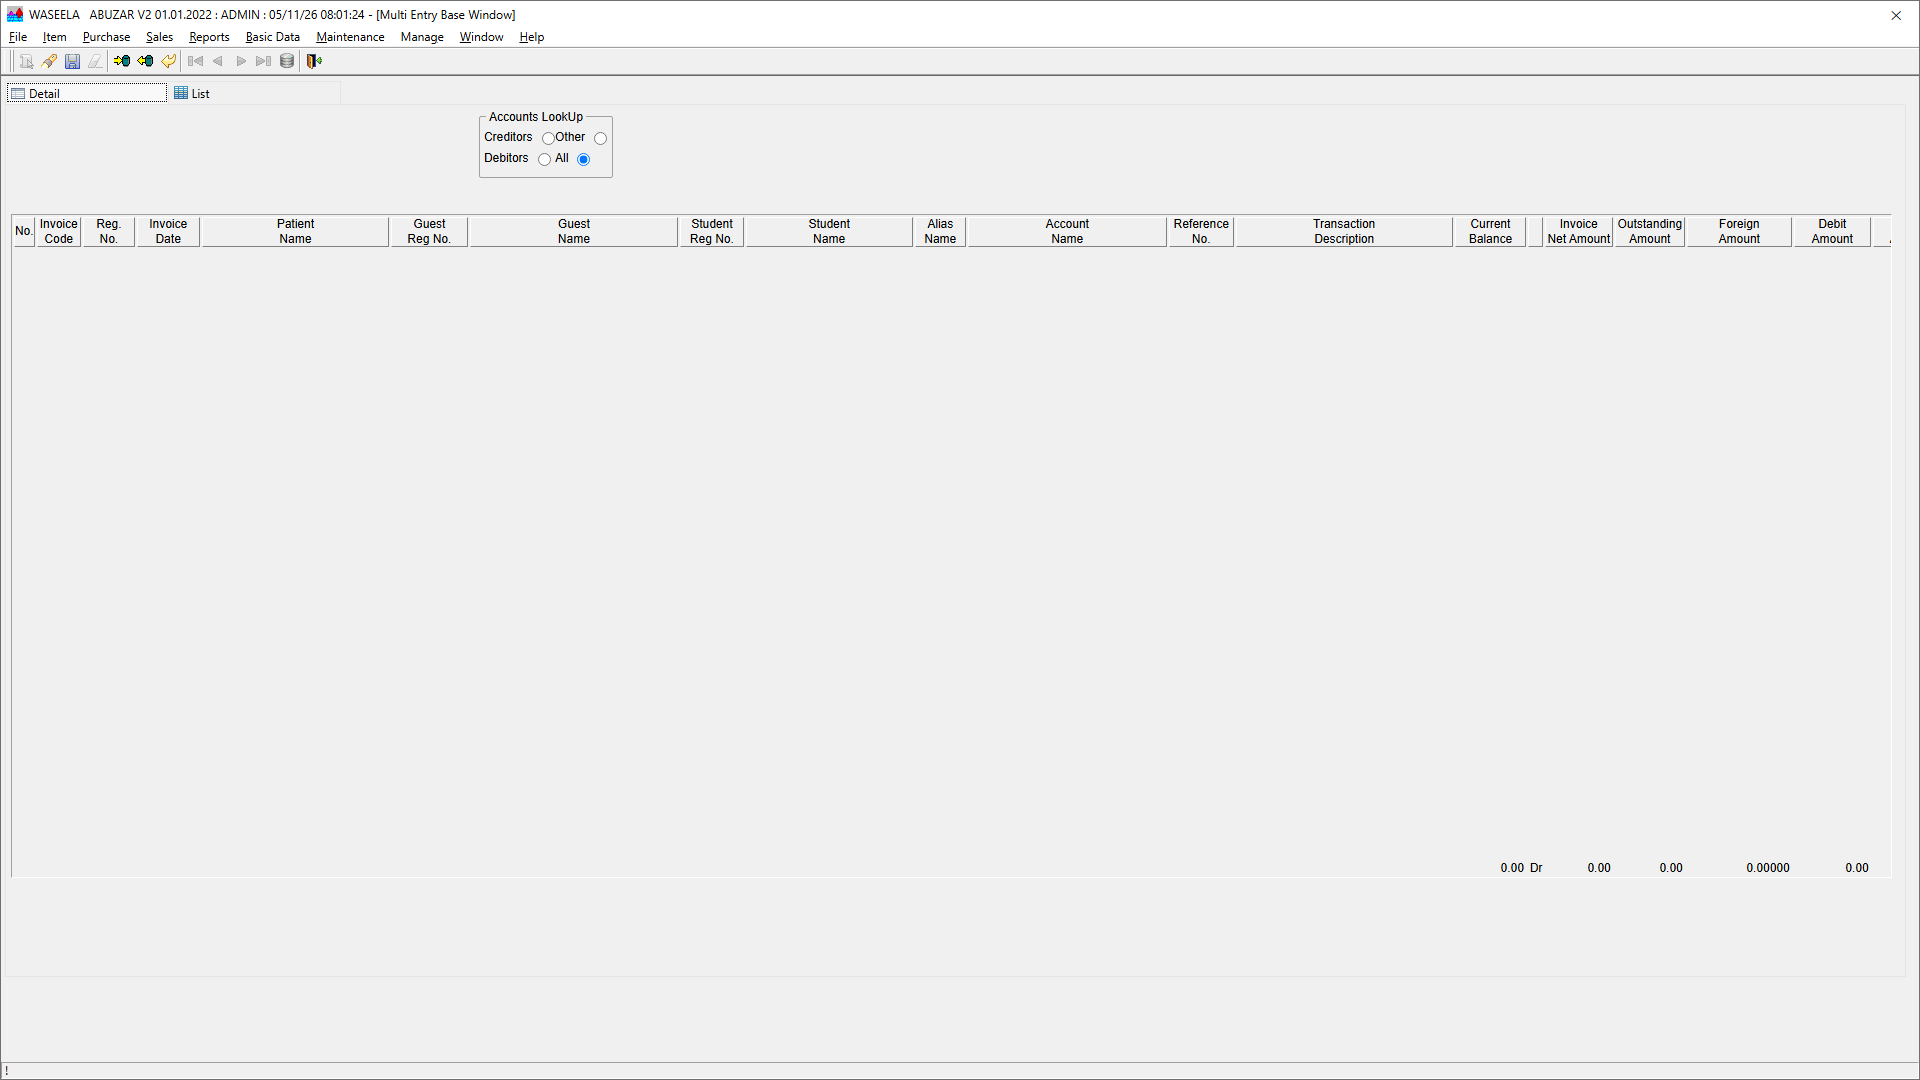 WASEELA   ABUZAR V2 01.01.2022 : ADMIN : 05/11/26 08:01:24 - [Multi Entry Base Window]
File Item Purchase Sales Reports Basic Data Maintenance Manage Window Help
Detail List
Accounts LookUp
Creditors Other
Debitors All
No. Invoice Code Reg. No. Invoice Date Patient Name Guest Reg No. Guest Name Student Reg No. Student Name Alias Name Account Name Reference No. Transaction Description Current Balance Invoice Net Amount Outstanding Amount Foreign Amount Debit Amount
0.00 Dr 0.00 0.00 0.00000 0.00
!